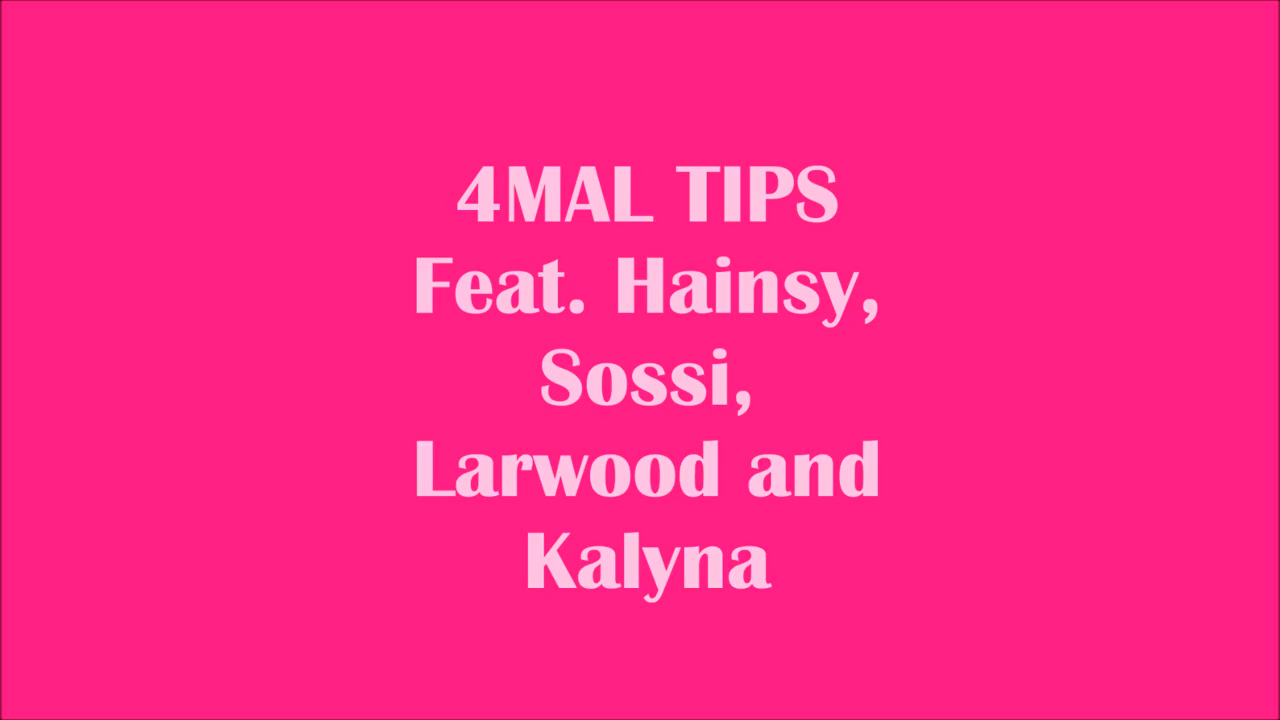 4MAL TIPS
Feat. Hainsy,
Sossi,
Larwood and
Kalyna